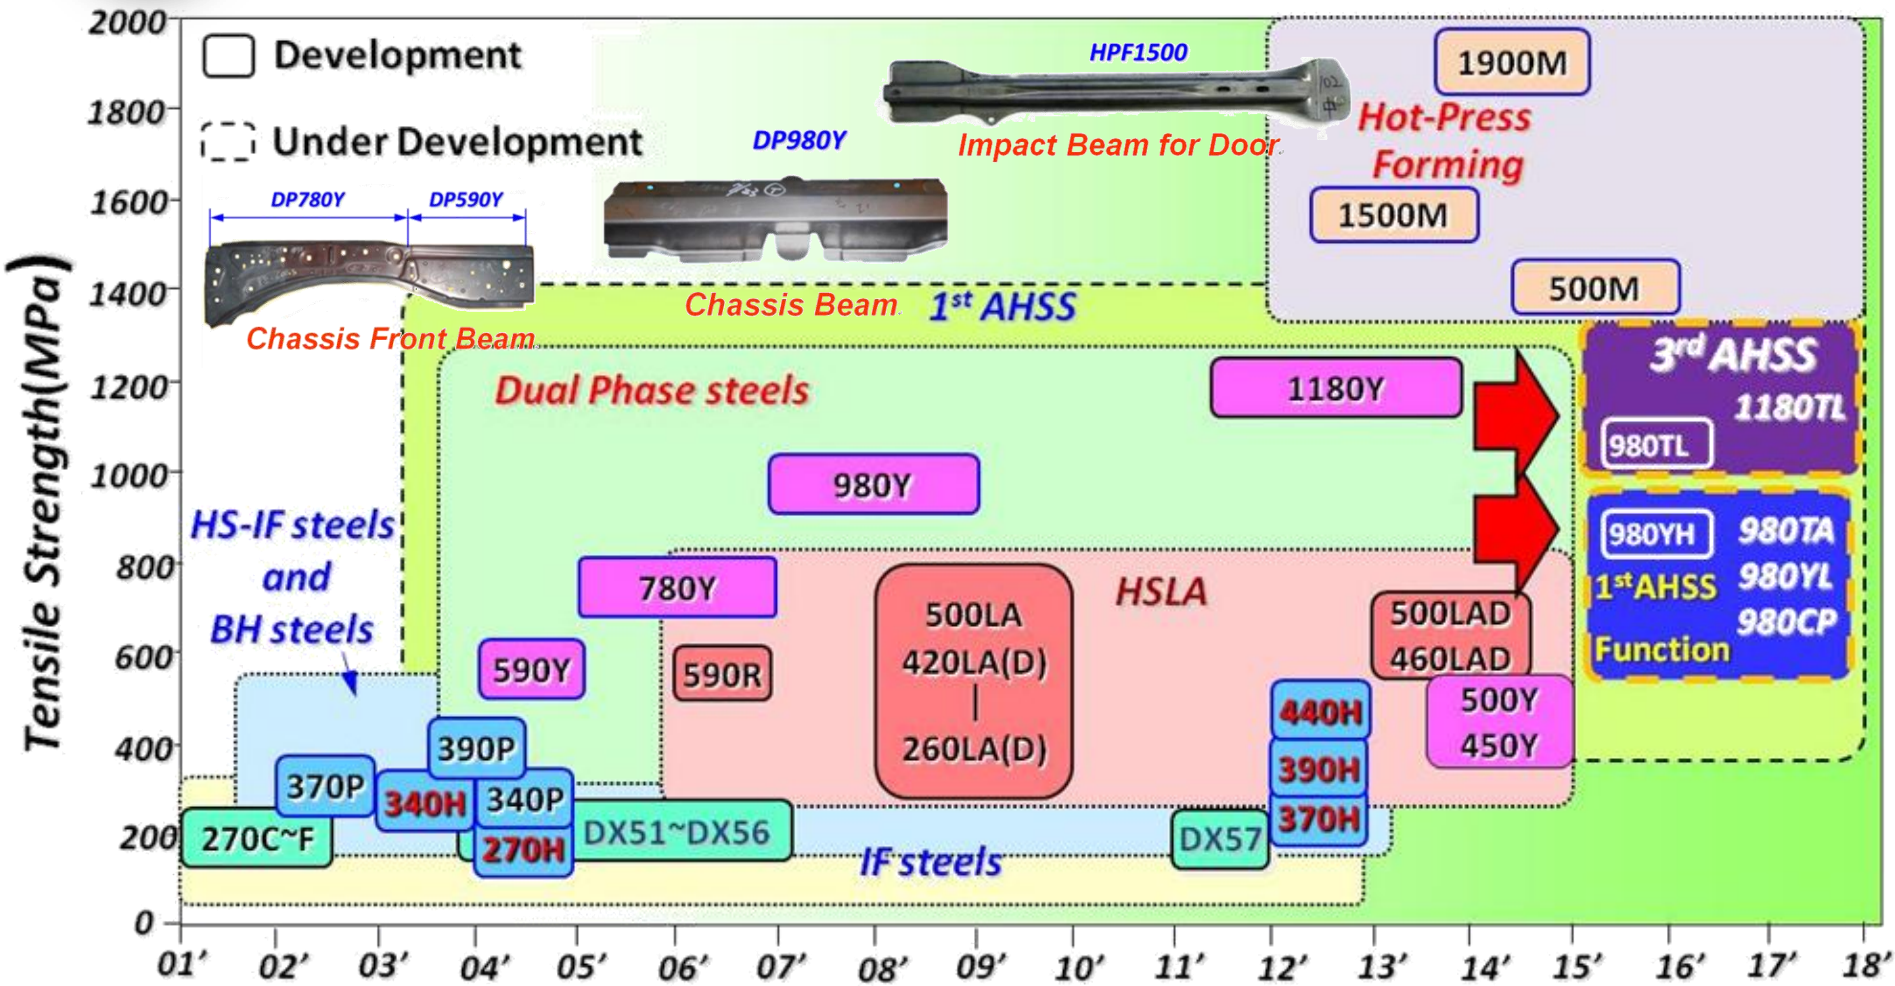 Tensile Strength(MPa)
2000
1800
1600
1400
1200
1000
800
600
400
200
0
Development
Under Development
DP780Y
DP590Y
Chassis Front Beam
DP980Y
Chassis Beam
HPF1500
Impact Beam for Door
1900M
Hot-Press
Forming
1500M
500M
1st AHSS
Dual Phase steels
1180Y
980Y
780Y
590Y
3rd AHSS
1180TL
980TL
980YH
980TA
1stAHSS
980YL
980CP
Function
HS-IF steels
and
BH steels
HSLA
590R
500LA
420LA(D)
|
260LA(D)
500LAD
460LAD
500Y
450Y
440H
390H
370H
390P
370P
340H
340P
270H
270C~F
DX51~DX56
DX57
IF steels
01' 02' 03' 04' 05' 06' 07' 08' 09' 10' 11' 12' 13' 14' 15' 16' 17' 18'